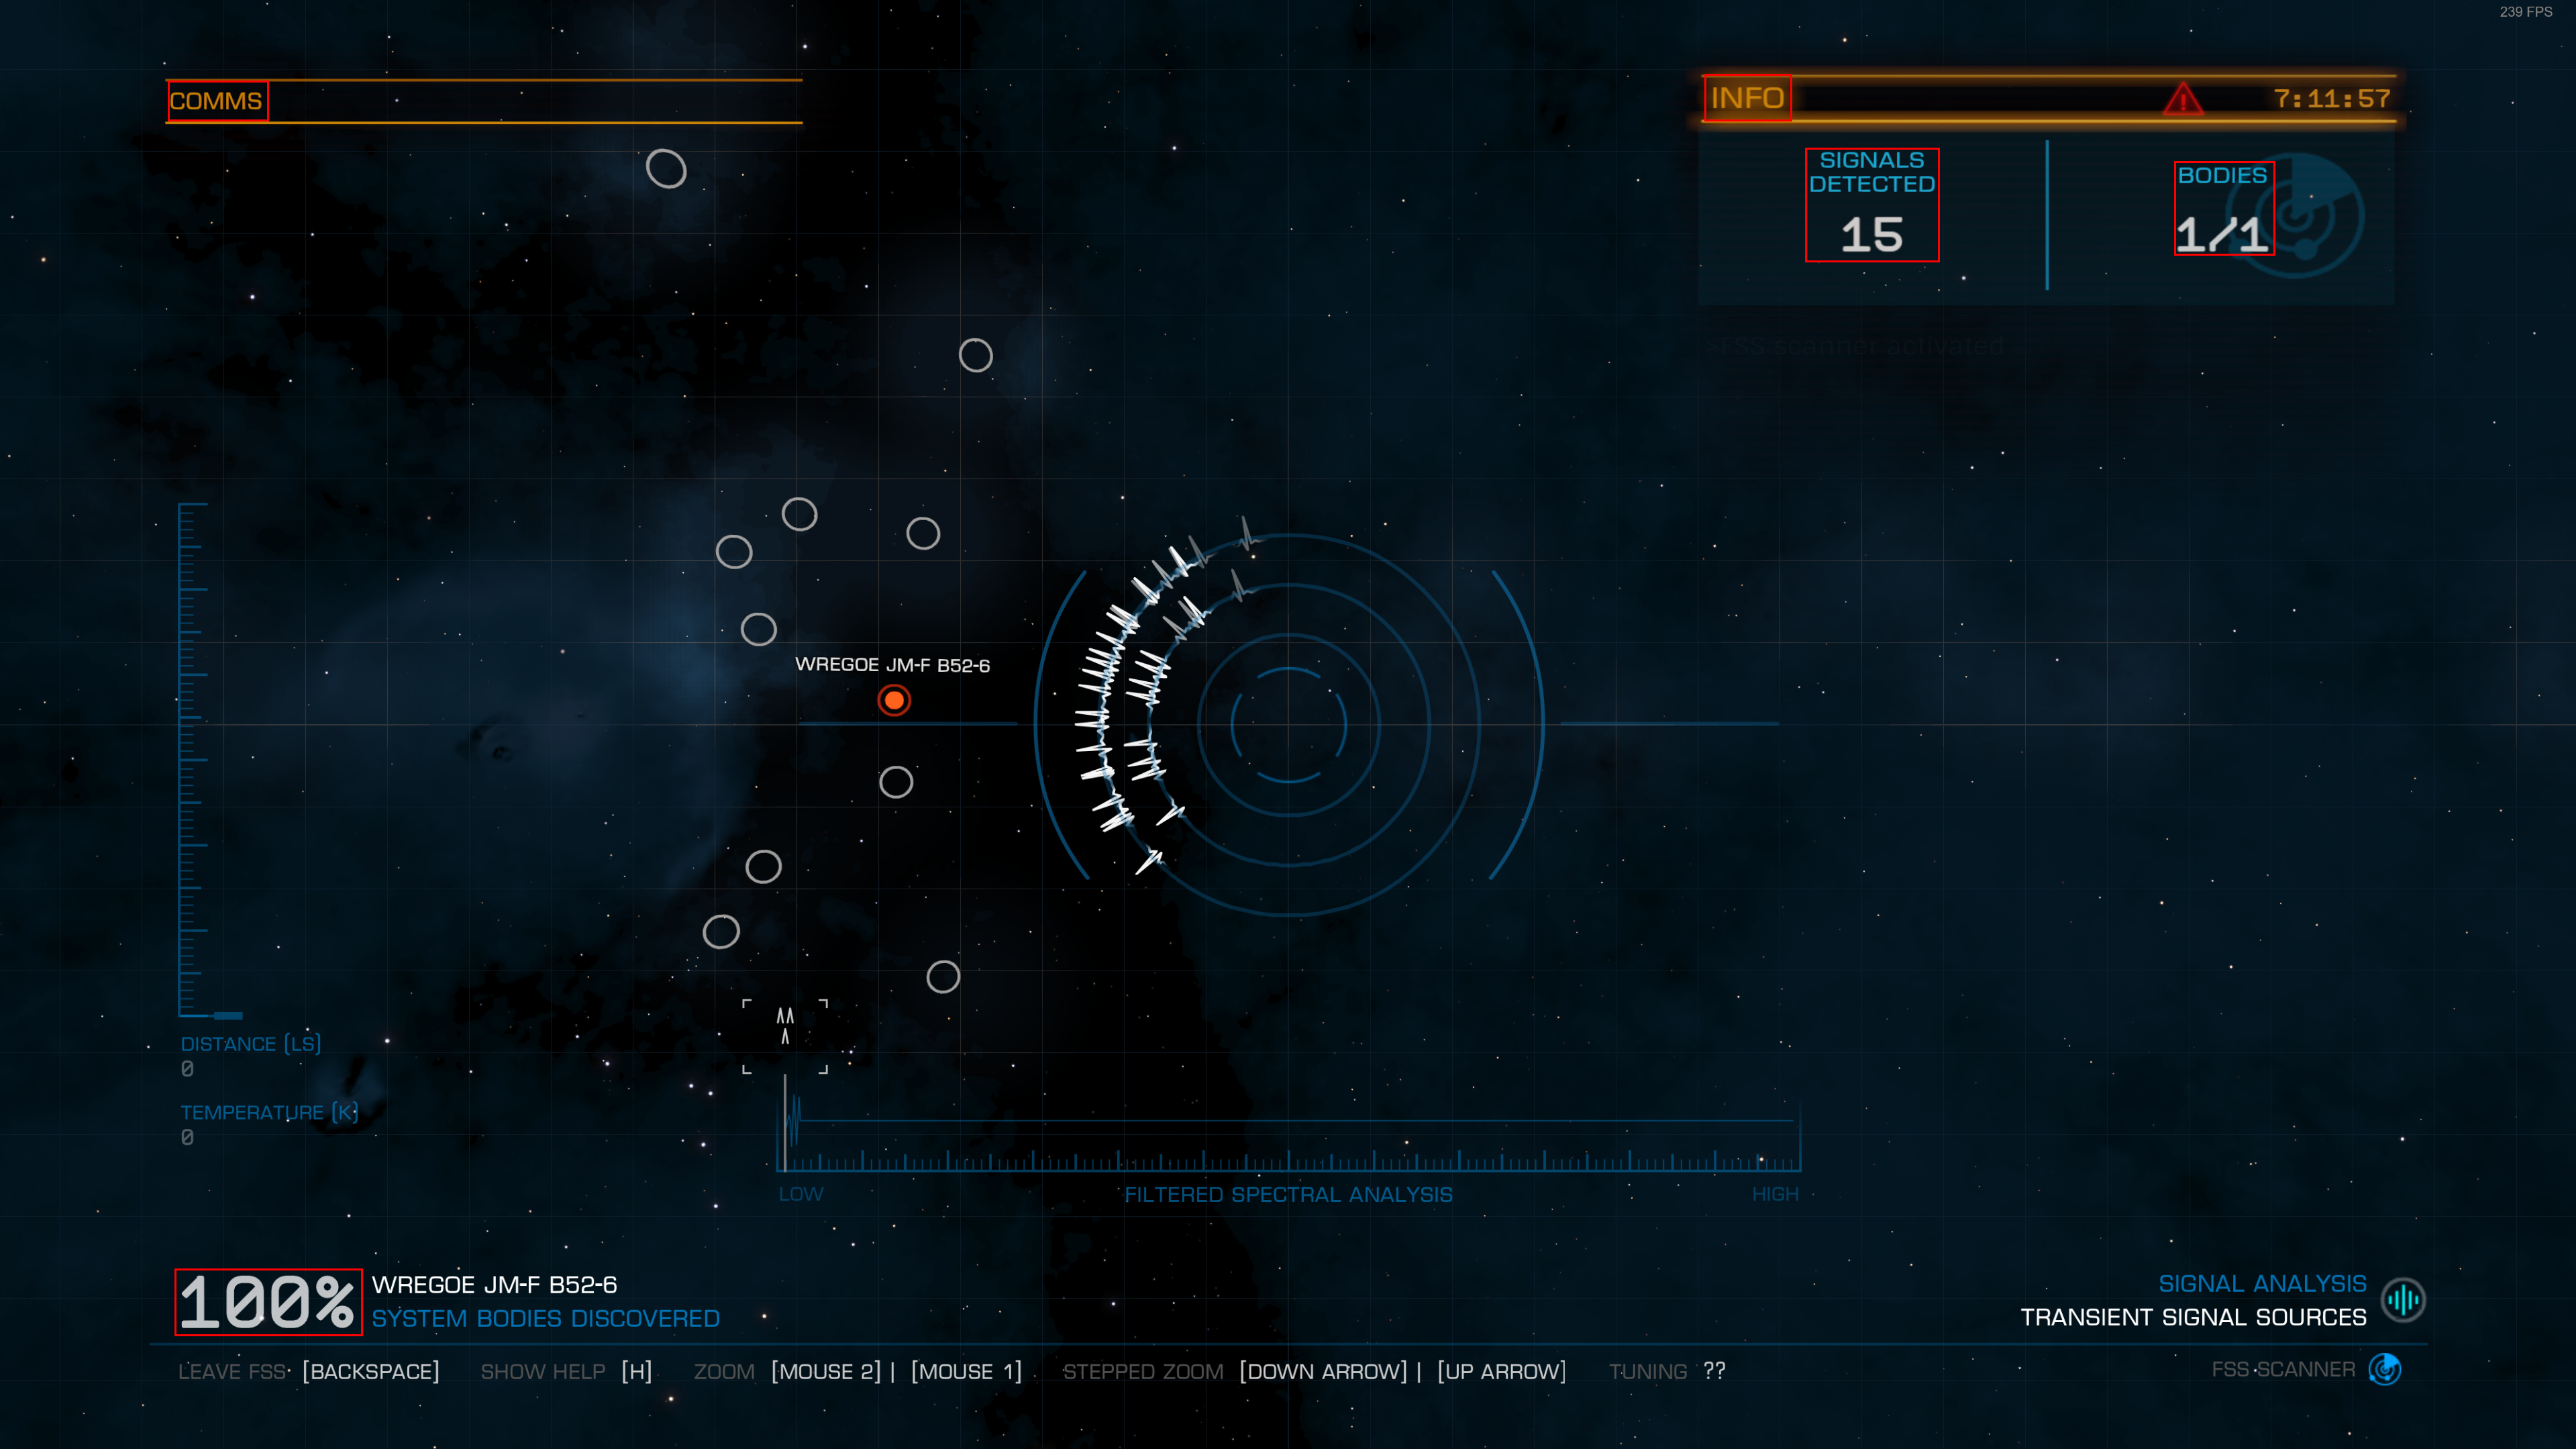 239 FPS
COMMS
INFO 7:11:57
SIGNALS
DETECTED
15
BODIES
1/1
>FSS scanner activated
WREGOE JM-F B52-6
DISTANCE (LS)
0
TEMPERATURE (K)
0
LOW FILTERED SPECTRAL ANALYSIS HIGH
100% WREGOE JM-F B52-6
SYSTEM BODIES DISCOVERED
SIGNAL ANALYSIS
TRANSIENT SIGNAL SOURCES
LEAVE FSS [BACKSPACE] SHOW HELP [H] ZOOM [MOUSE 2] | [MOUSE 1] STEPPED ZOOM [DOWN ARROW] | [UP ARROW] TUNING ??
FSS SCANNER